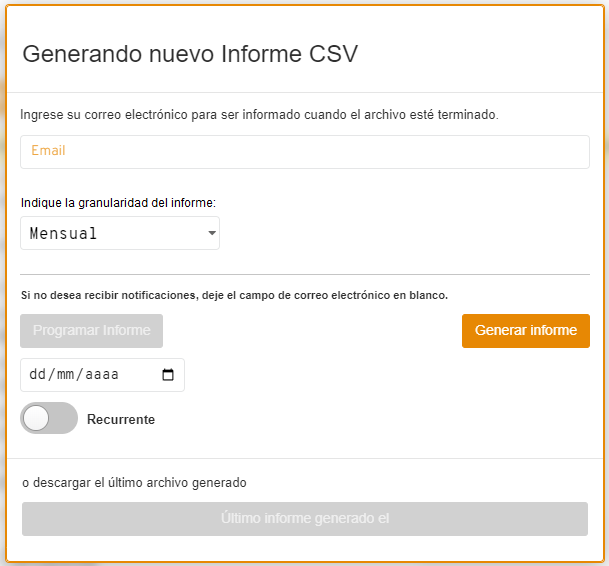 Generando nuevo Informe CSV
Ingrese su correo electrónico para ser informado cuando el archivo esté terminado.
Email
Indique la granularidad del informe:
Mensual
Si no desea recibir notificaciones, deje el campo de correo electrónico en blanco.
Programar Informe
Generar informe
dd/mm/aaaa
Recurrente
o descargar el último archivo generado
Último informe generado el